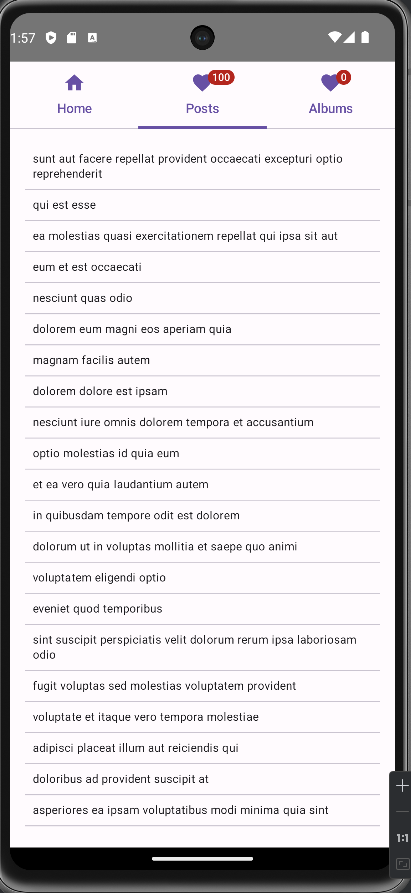 1:57
100
0
Home
Posts
Albums
sunt aut facere repellat provident occaecati excepturi optio
reprehenderit
qui est esse
ea molestias quasi exercitationem repellat qui ipsa sit aut
eum et est occaecati
nesciunt quas odio
dolorem eum magni eos aperiam quia
magnam facilis autem
dolorem dolore est ipsam
nesciunt iure omnis dolorem tempora et accusantium
optio molestias id quia eum
et ea vero quia laudantium autem
in quibusdam tempore odit est dolorem
dolorum ut in voluptas mollitia et saepe quo animi
voluptatem eligendi optio
eveniet quod temporibus
sint suscipit perspiciatis velit dolorum rerum ipsa laboriosam
odio
fugit voluptas sed molestias voluptatem provident
voluptate et itaque vero tempora molestiae
adipisci placeat illum aut reiciendis qui
doloribus ad provident suscipit at
asperiores ea ipsam voluptatibus modi minima quia sint
1:1